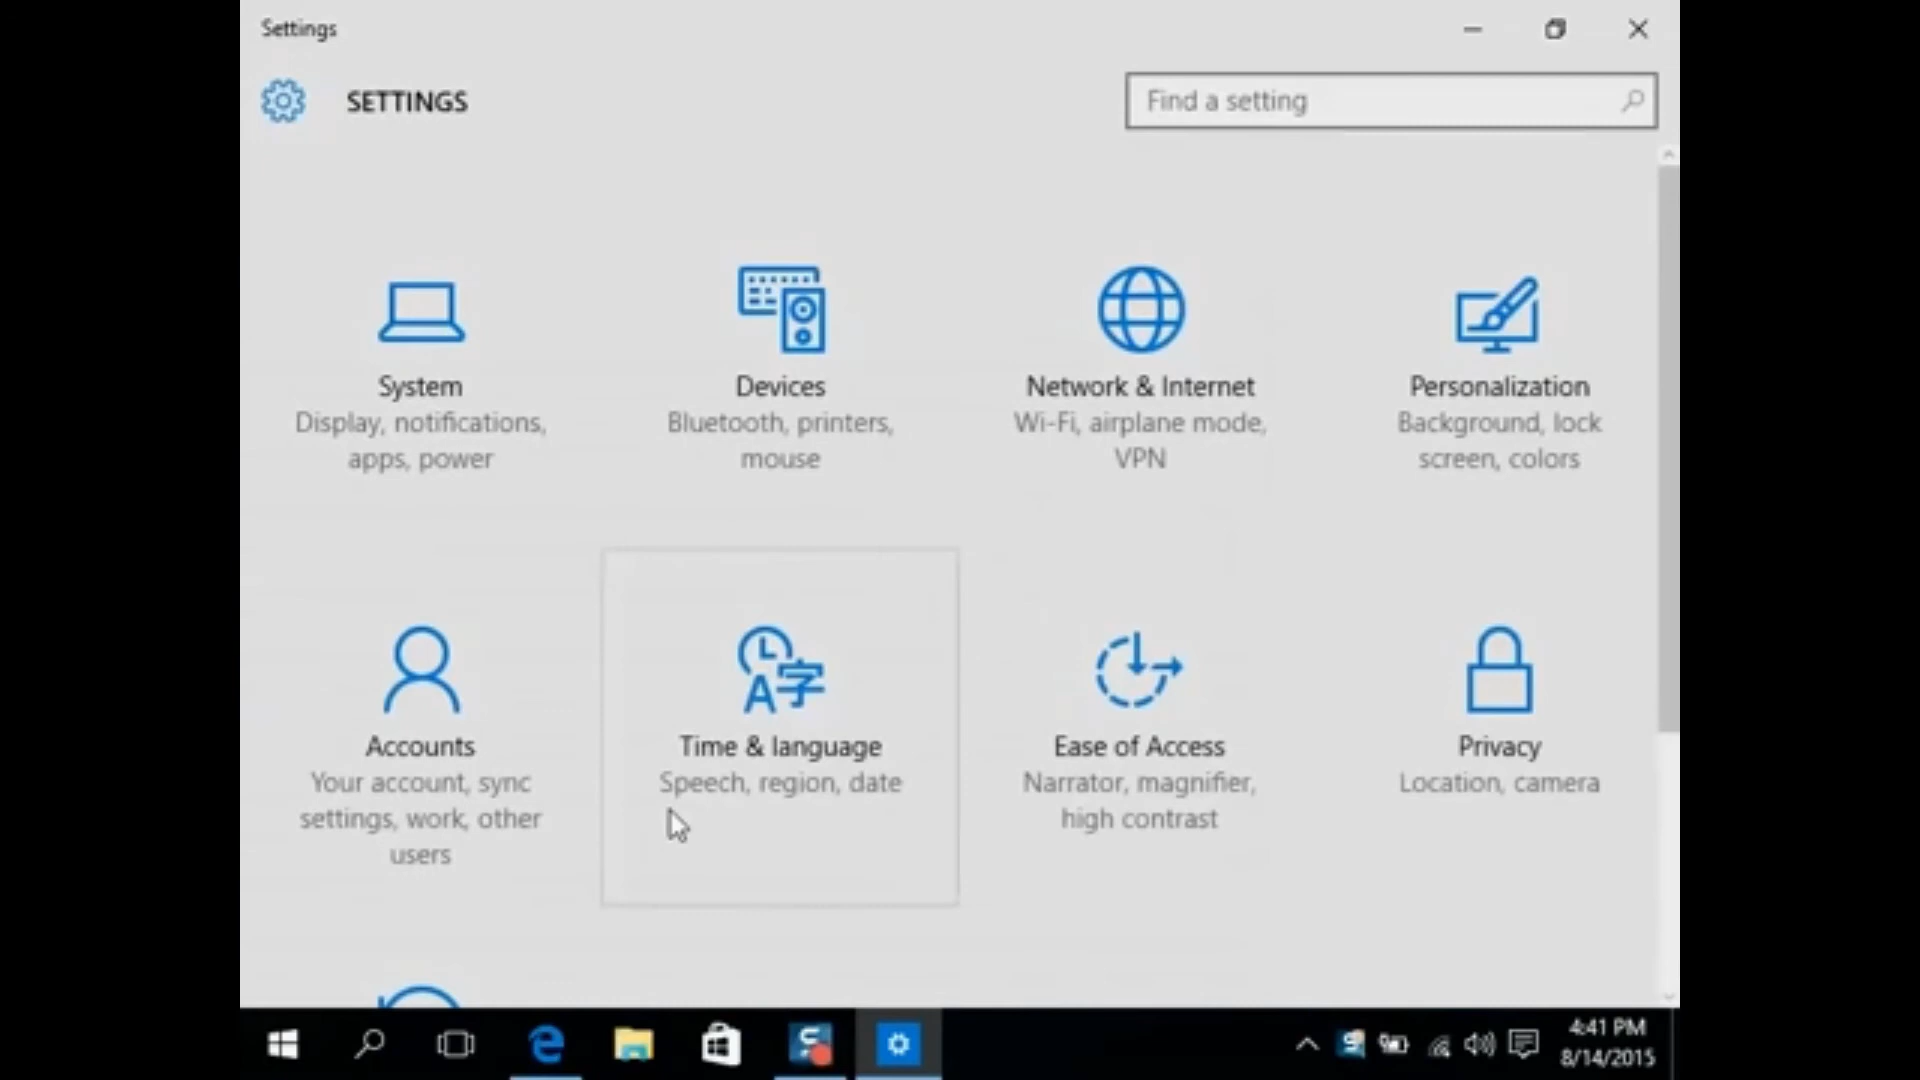 Settings
SETTINGS
Find a setting
System
Display, notifications,
apps, power
Devices
Bluetooth, printers,
mouse
Network & Internet
Wi-Fi, airplane mode,
VPN
Personalization
Background, lock
screen, colors
Accounts
Your account, sync
settings, work, other
users
Time & language
Speech, region, date
Ease of Access
Narrator, magnifier,
high contrast
Privacy
Location, camera
4:41 PM
8/14/2015